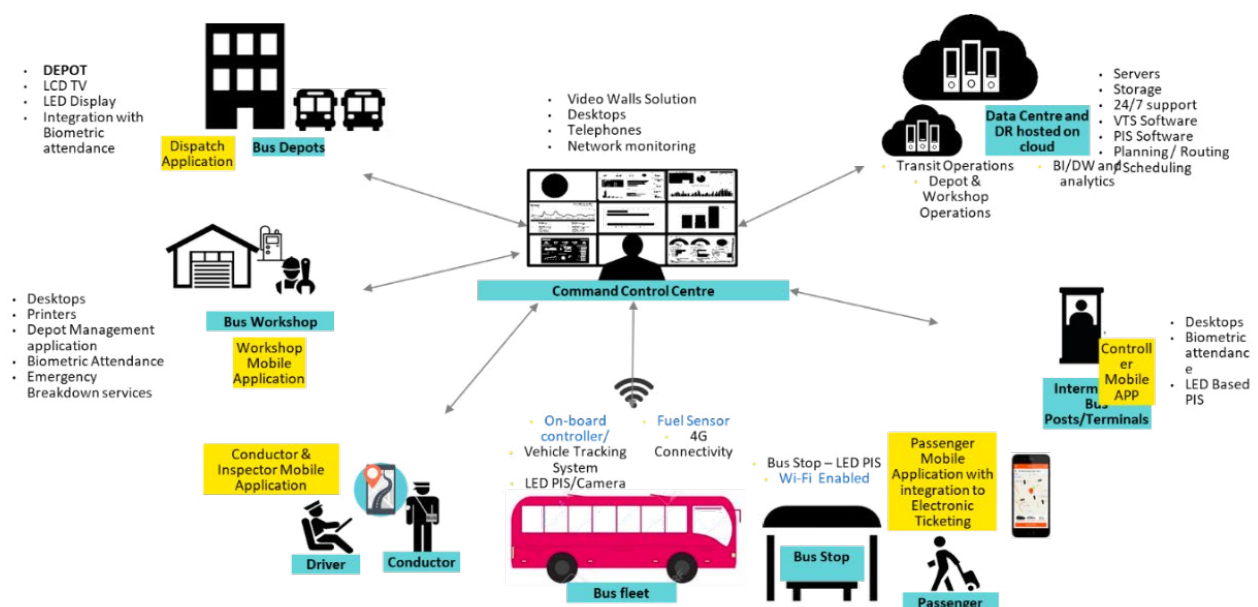 DEPOT
LCD TV
LED Display
Integration with
Biometric
attendance
Dispatch
Application
Bus Depots
Video Walls Solution
Desktops
Telephones
Network monitoring
Data Centre and
DR hosted on
cloud
Servers
Storage
24/7 support
VTS Software
PIS Software
Planning / Routing
/Scheduling
Transit Operations
Depot &
Workshop
Operations
BI/DW and
analytics
Command Control Centre
Desktops
Printers
Depot Management
application
Biometric Attendance
Emergency
Breakdown services
Bus Workshop
Workshop
Mobile
Application
Controll
er
Mobile
APP
Interm
Bus
Posts/Terminals
Desktops
Biometric
attendanc
e
LED Based
PIS
Conductor &
Inspector Mobile
Application
Driver
Conductor
On-board
controller/
Vehicle Tracking
System
LED PIS/Camera
Fuel Sensor
4G
Connectivity
Bus fleet
Bus Stop – LED PIS
Wi-Fi Enabled
Bus Stop
Passenger
Mobile
Application with
integration to
Electronic
Ticketing
Passenger